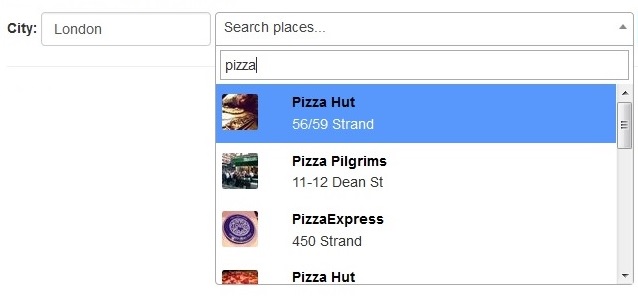 City: London Search places...
pizza
Pizza Hut
56/59 Strand
Pizza Pilgrims
11-12 Dean St
PizzaExpress
450 Strand
Pizza Hut